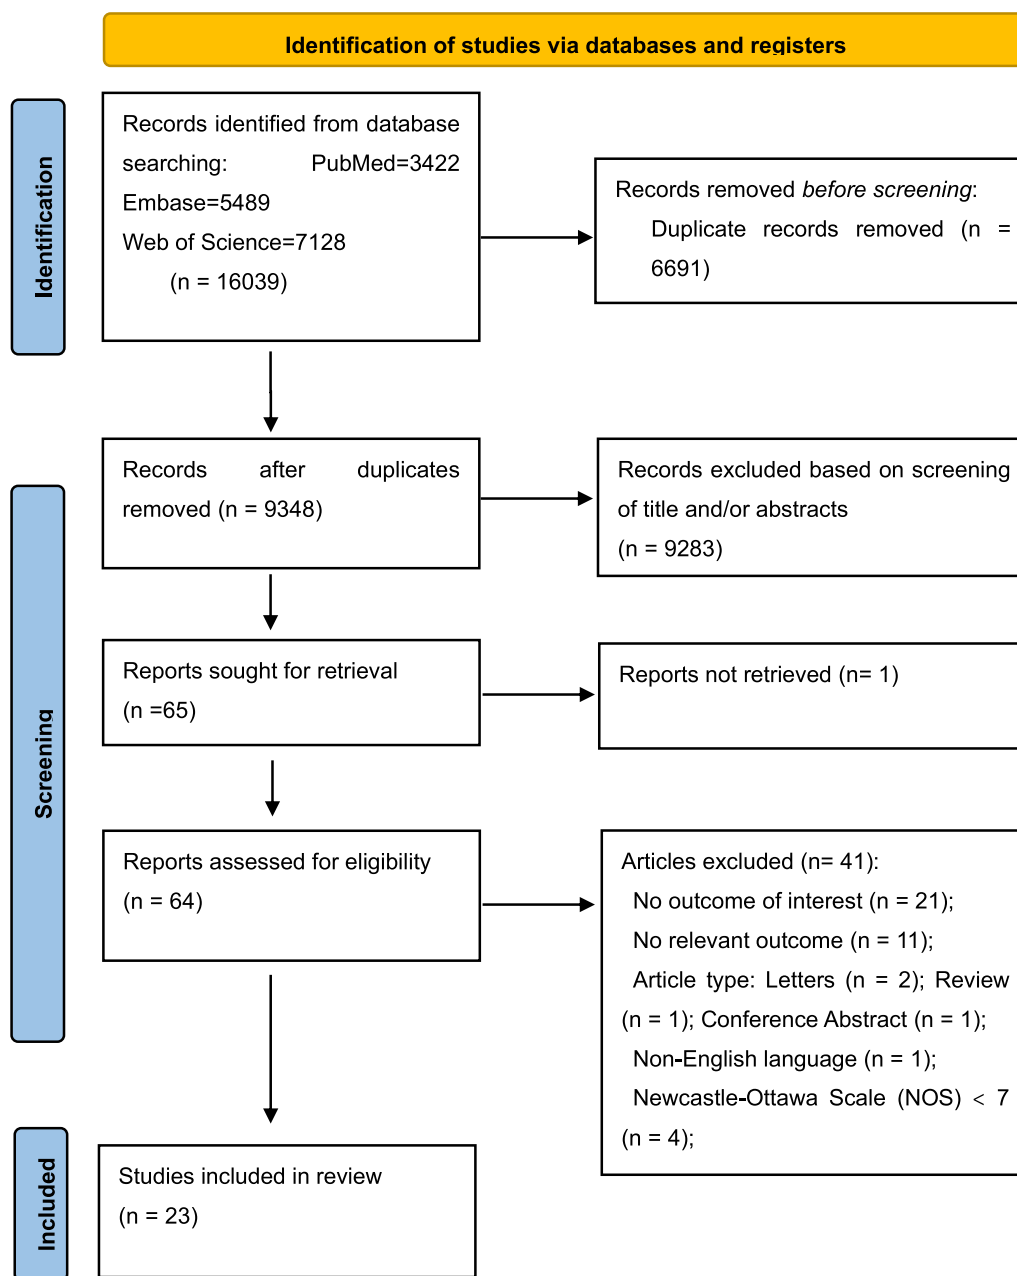 Identification of studies via databases and registers
Identification
Records identified from database
searching: PubMed=3422
Embase=5489
Web of Science=7128
(n = 16039)
Records removed before screening:
Duplicate records removed (n =
6691)
Screening
Records after duplicates
removed (n = 9348)
Records excluded based on screening
of title and/or abstracts
(n = 9283)
Reports sought for retrieval
(n =65)
Reports not retrieved (n= 1)
Reports assessed for eligibility
(n = 64)
Articles excluded (n= 41):
No outcome of interest (n = 21);
No relevant outcome (n = 11);
Article type: Letters (n = 2); Review
(n = 1); Conference Abstract (n = 1);
Non-English language (n = 1);
Newcastle-Ottawa Scale (NOS) < 7
(n = 4);
Included
Studies included in review
(n = 23)